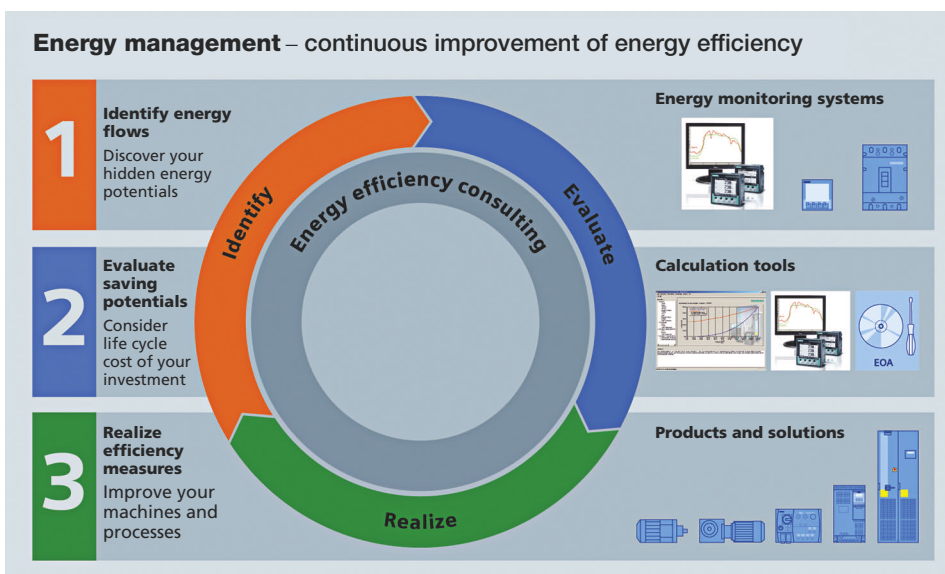 Energy management – continuous improvement of energy efficiency
1
Identify energy
flows
Discover your
hidden energy
potentials
Energy monitoring systems
2
Evaluate
saving
potentials
Consider
life cycle
cost of your
investment
Calculation tools
EOA
3
Realize
efficiency
measures
Improve your
machines and
processes
Products and solutions
Identify
Evaluate
Realize
Energy efficiency consulting